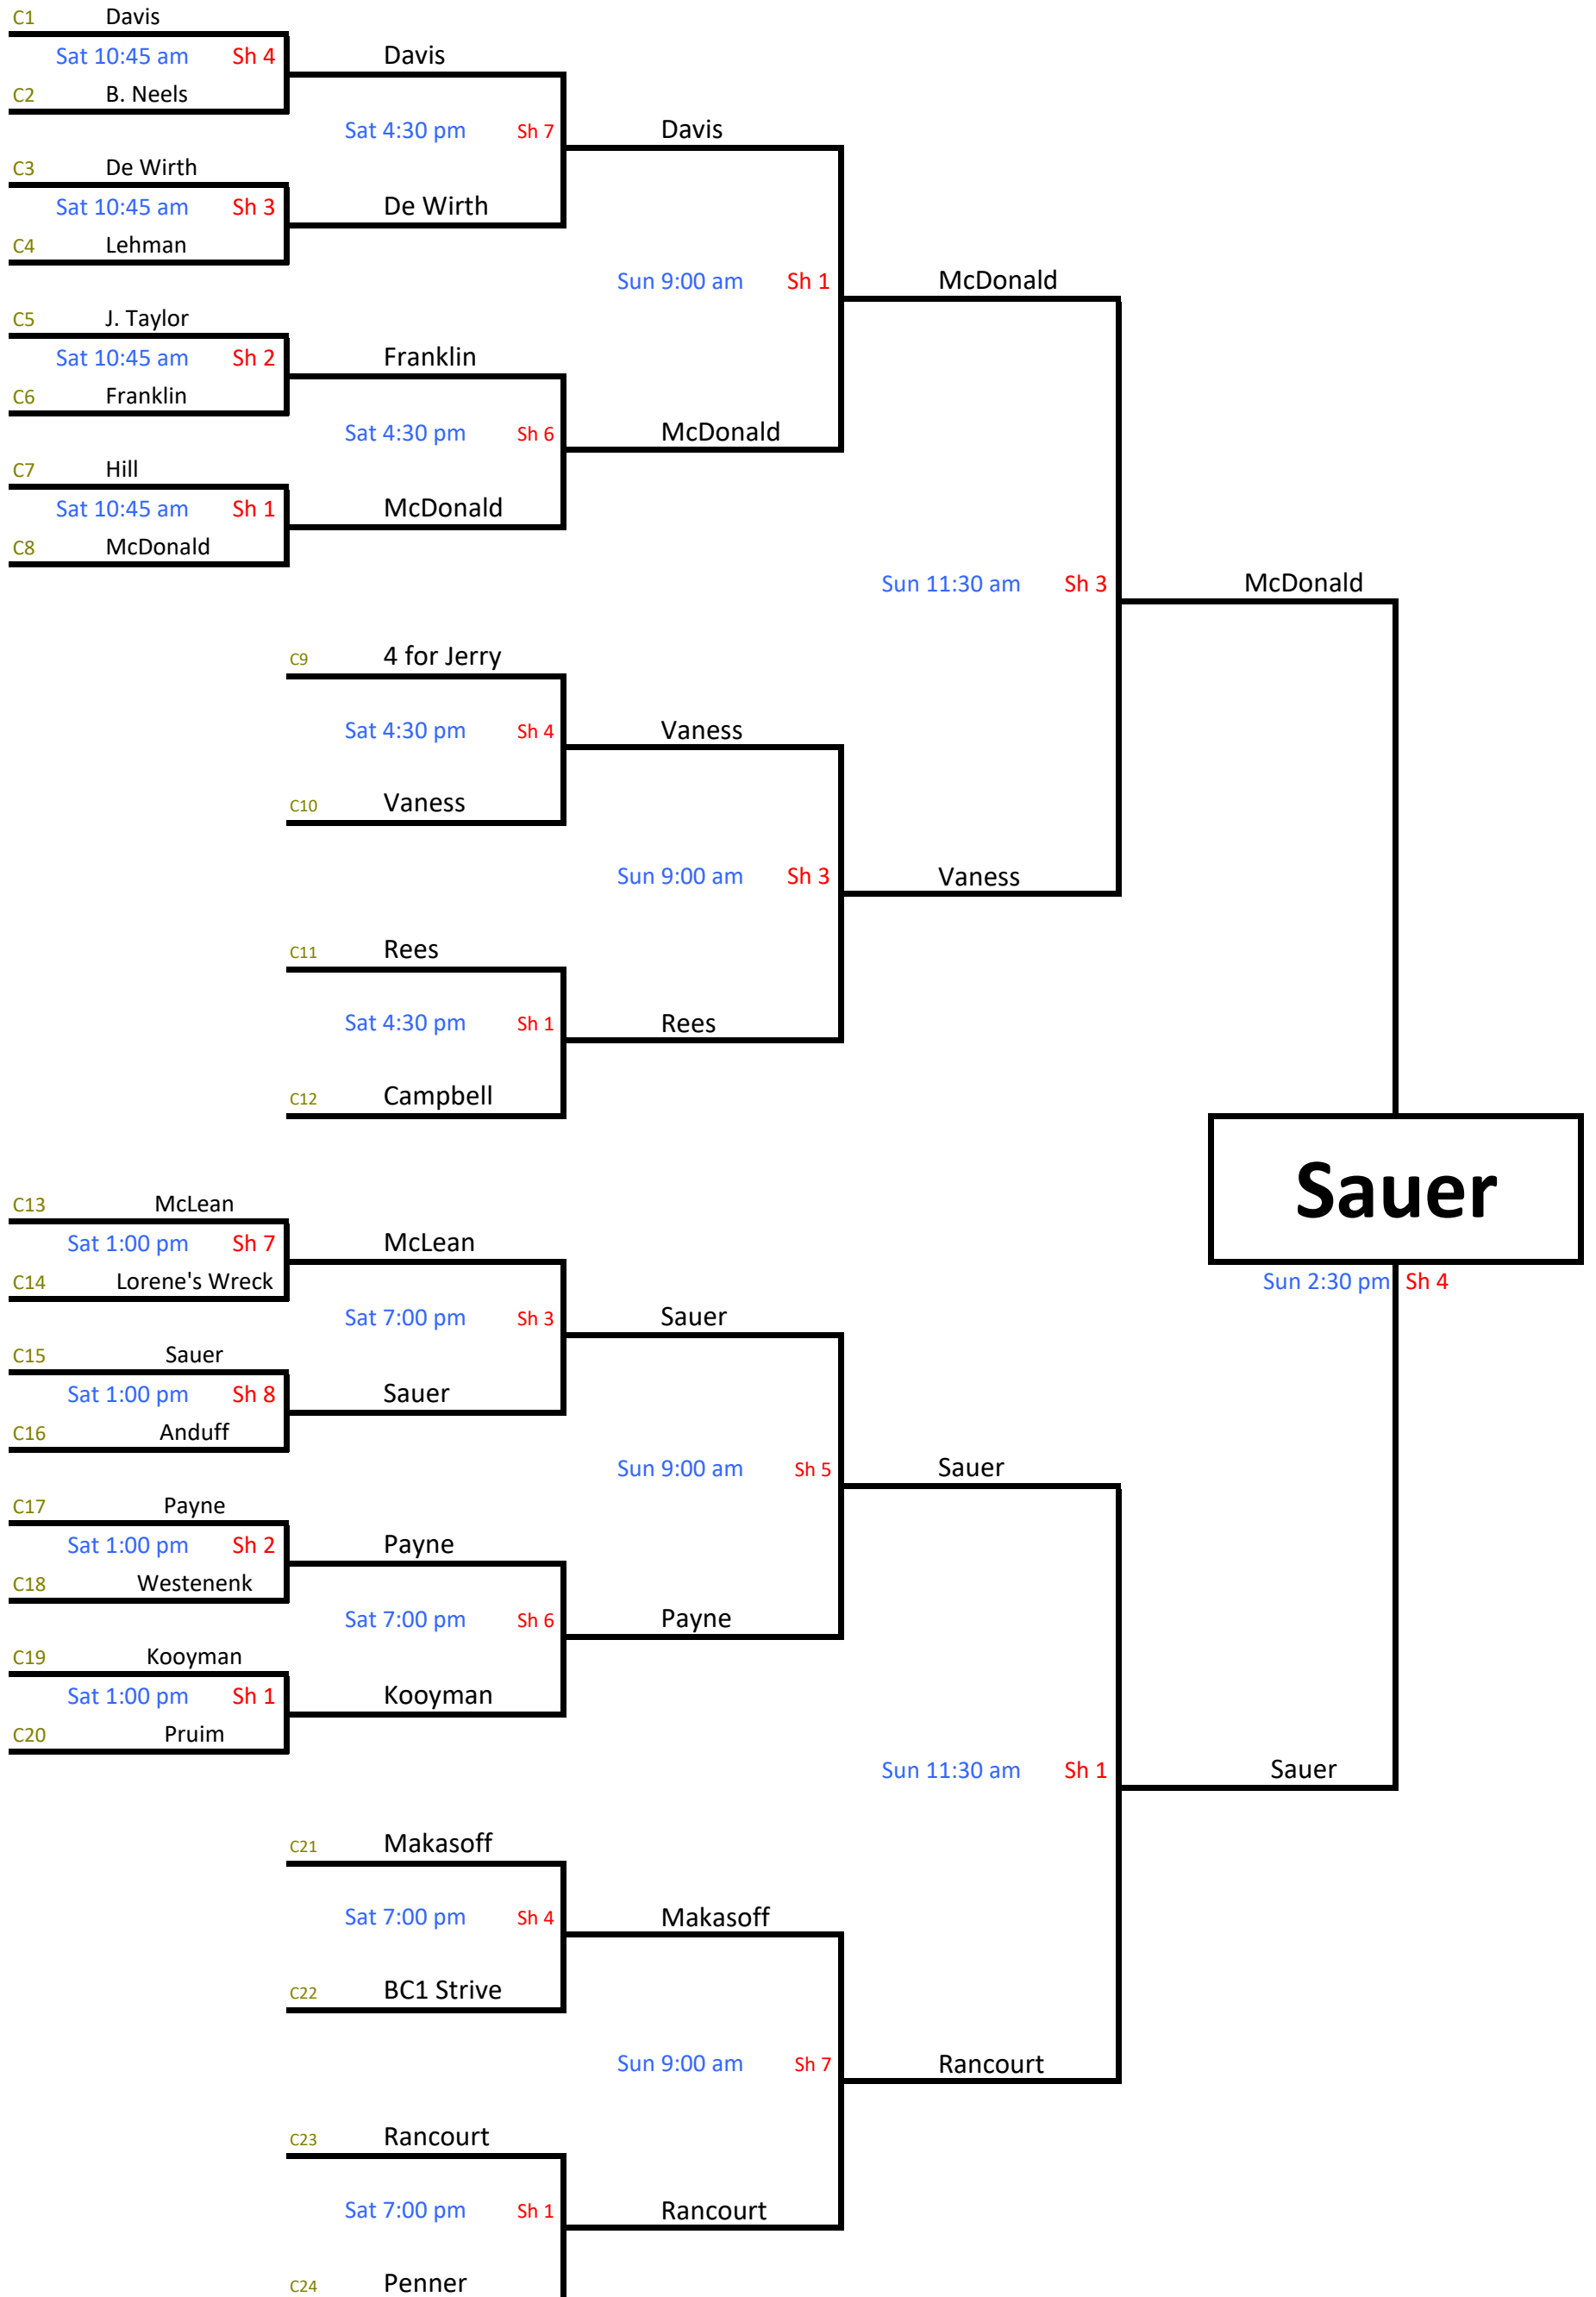 C1 Davis
Sat 10:45 am Sh 4 Davis
C2 B. Neels
Sat 4:30 pm Sh 7 Davis
C3 De Wirth
Sat 10:45 am Sh 3 De Wirth
C4 Lehman
Sun 9:00 am Sh 1 McDonald
C5 J. Taylor
Sat 10:45 am Sh 2 Franklin
C6 Franklin
Sat 4:30 pm Sh 6 McDonald
C7 Hill
Sat 10:45 am Sh 1 McDonald
C8 McDonald
Sun 11:30 am Sh 3 McDonald
C9 4 for Jerry
Sat 4:30 pm Sh 4 Vaness
C10 Vaness
Sun 9:00 am Sh 3 Vaness
C11 Rees
Sat 4:30 pm Sh 1 Rees
C12 Campbell
Sauer
C13 McLean
Sat 1:00 pm Sh 7 McLean
C14 Lorene's Wreck
Sun 2:30 pm Sh 4
Sat 7:00 pm Sh 3 Sauer
C15 Sauer
Sat 1:00 pm Sh 8 Sauer
C16 Anduff
Sun 9:00 am Sh 5 Sauer
C17 Payne
Sat 1:00 pm Sh 2 Payne
C18 Westenenk
Sat 7:00 pm Sh 6 Payne
C19 Kooyman
Sat 1:00 pm Sh 1 Kooyman
C20 Pruim
Sun 11:30 am Sh 1 Sauer
C21 Makasoff
Sat 7:00 pm Sh 4 Makasoff
C22 BC1 Strive
Sun 9:00 am Sh 7 Rancourt
C23 Rancourt
Sat 7:00 pm Sh 1 Rancourt
C24 Penner